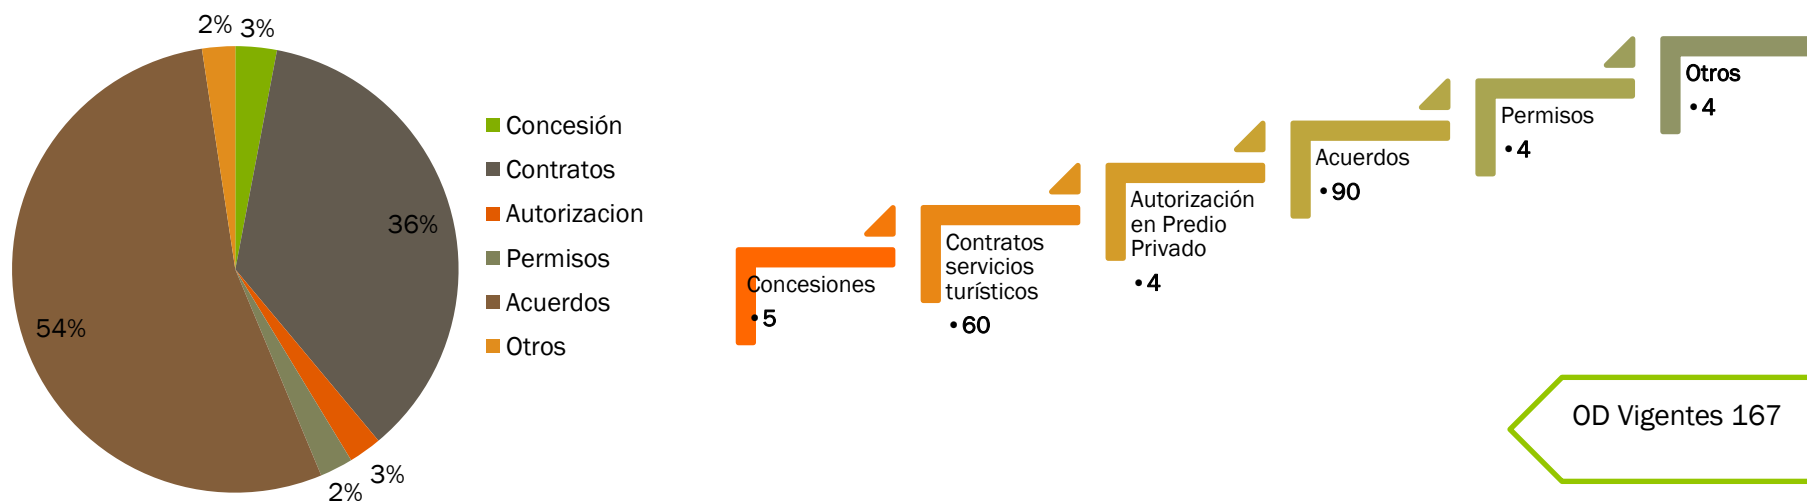 2%
3%
36%
54%
3%
2%
Concesión
Contratos
Autorizacion
Permisos
Acuerdos
Otros
Concesiones
•5
Contratos
servicios
turísticos
•60
Autorización
en Predio
Privado
•4
Acuerdos
•90
Permisos
•4
Otros
•4
OD Vigentes 167